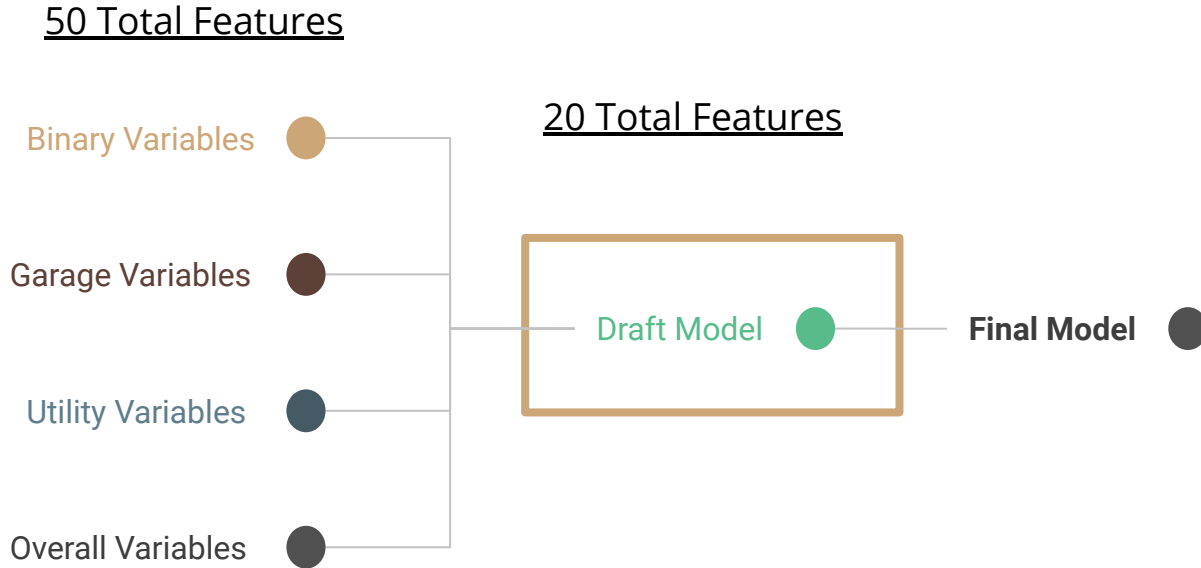 50 Total Features
20 Total Features
Binary Variables
Garage Variables
Draft Model
Final Model
Utility Variables
Overall Variables